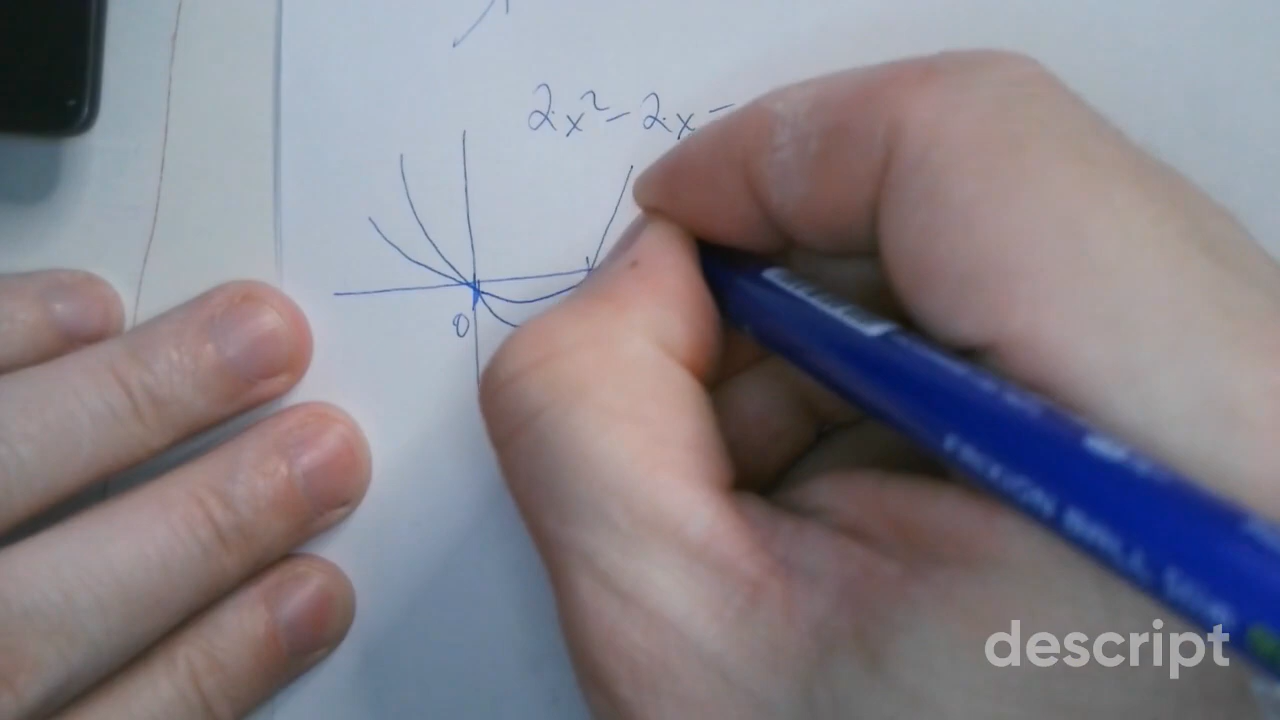 2x² - 2x =
0
descript